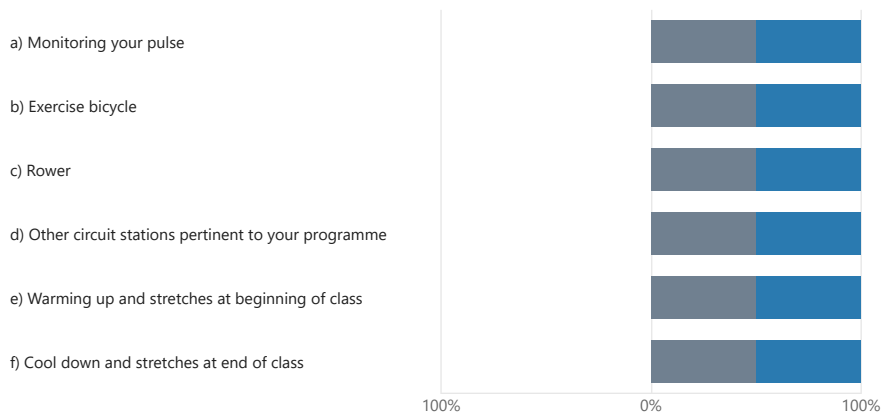 a) Monitoring your pulse
b) Exercise bicycle
c) Rower
d) Other circuit stations pertinent to your programme
e) Warming up and stretches at beginning of class
f) Cool down and stretches at end of class
100% 0% 100%